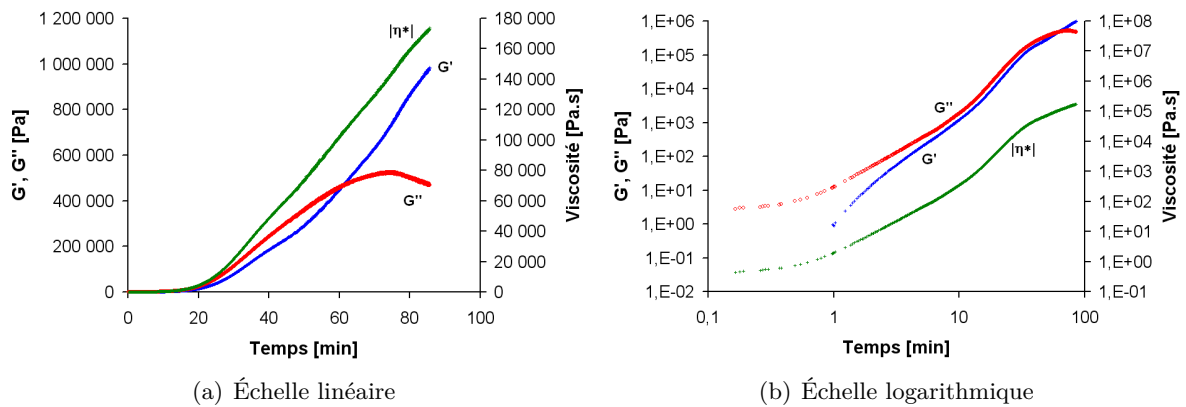 1 200 000
1 000 000
800 000
600 000
400 000
200 000
0
G', G'' [Pa]
180 000
160 000
140 000
120 000
100 000
80 000
60 000
40 000
20 000
0
Viscosité [Pa.s]
|η*|
G'
G''
0 20 40 60 80 100
Temps [min]
(a) Échelle linéaire
1,E+06
1,E+05
1,E+04
1,E+03
1,E+02
1,E+01
1,E+00
1,E-01
1,E-02
G', G'' [Pa]
1,E+08
1,E+07
1,E+06
1,E+05
1,E+04
1,E+03
1,E+02
1,E+01
1,E+00
1,E-01
Viscosité [Pa.s]
G''
G'
|η*|
0,1 1 10 100
Temps [min]
(b) Échelle logarithmique